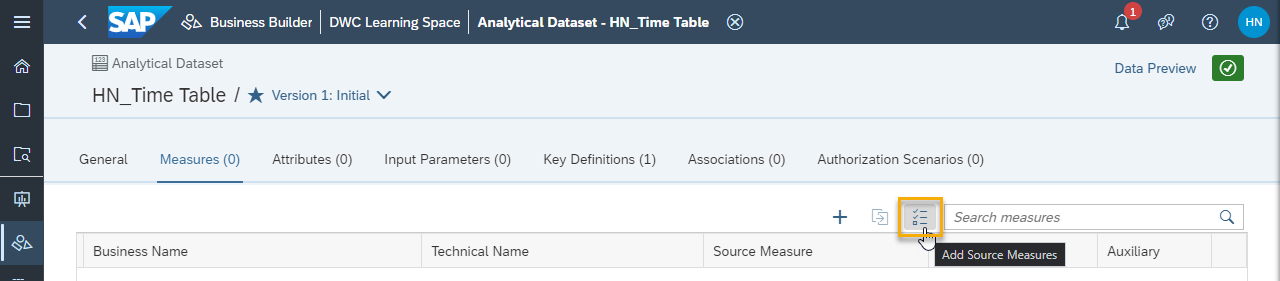 SAP Business Builder DWC Learning Space Analytical Dataset - HN_Time Table 1 HN
123 Analytical Dataset
Data Preview
HN_Time Table / Version 1: Initial
General Measures (0) Attributes (0) Input Parameters (0) Key Definitions (1) Associations (0) Authorization Scenarios (0)
Search measures
Business Name Technical Name Source Measure Auxiliary
Add Source Measures